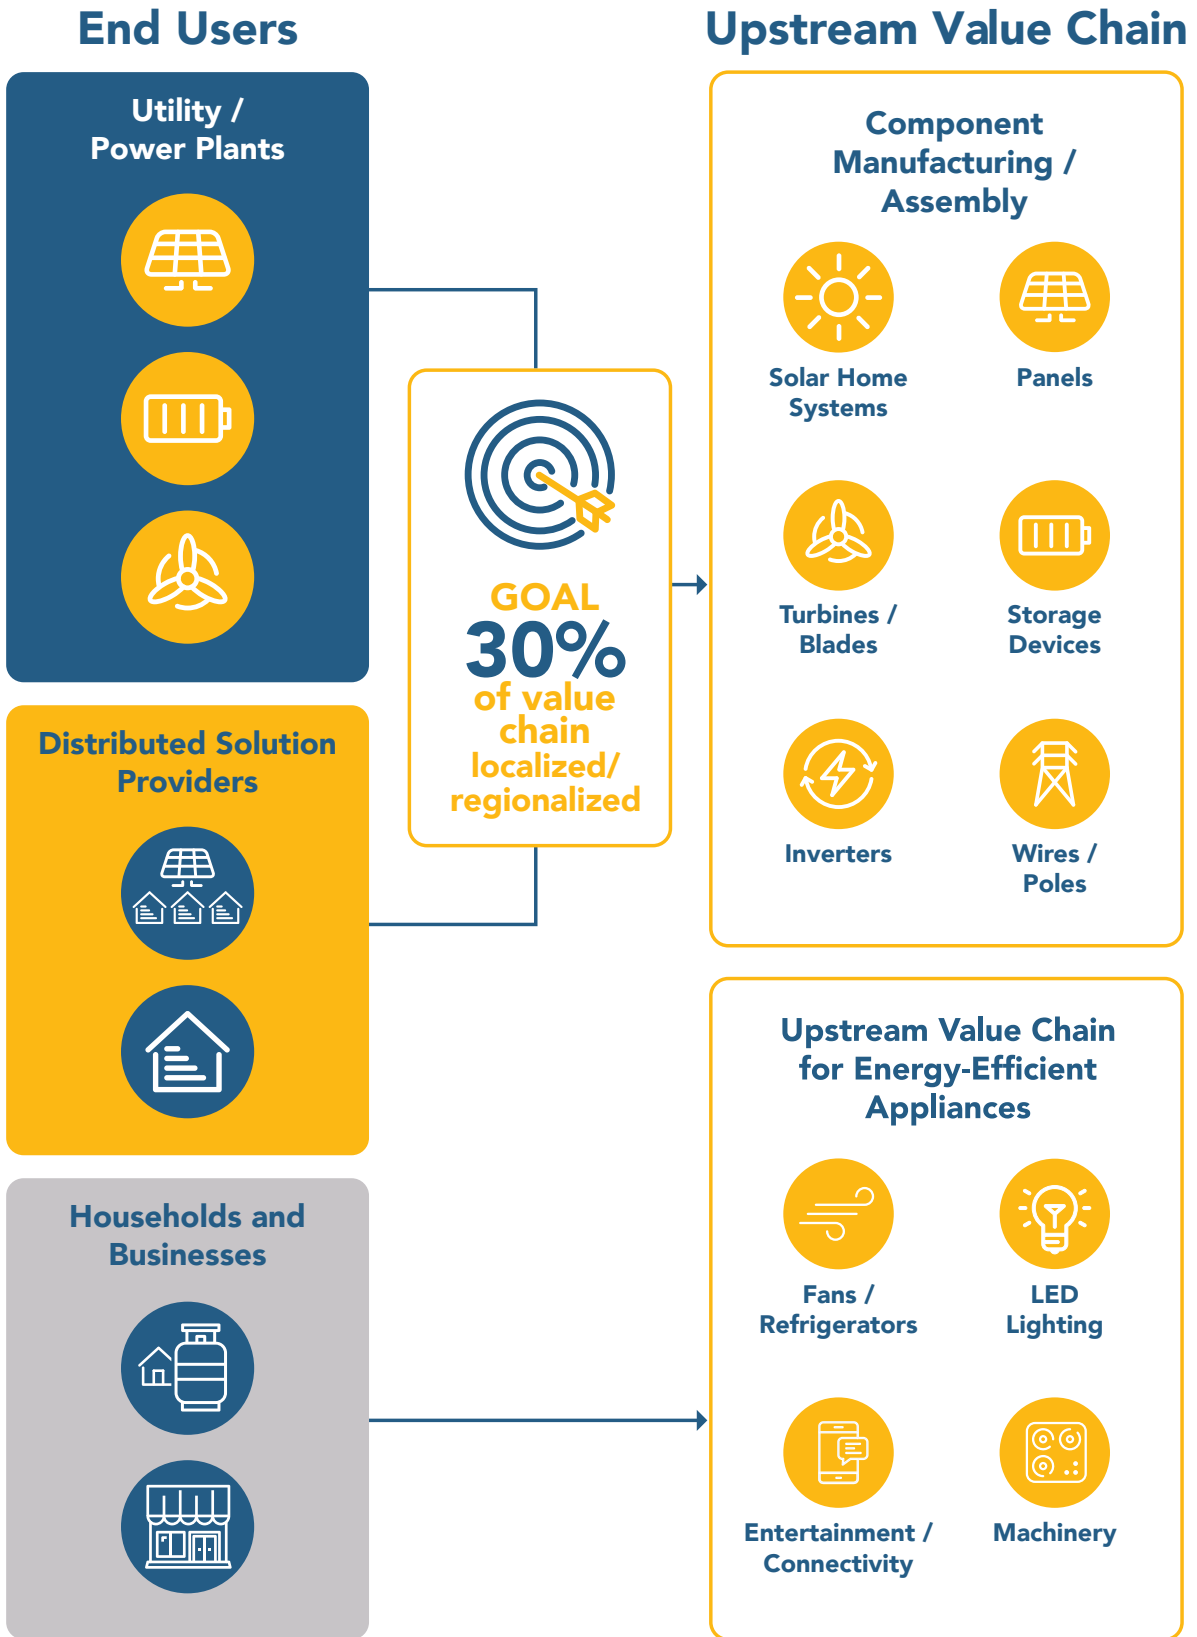 End Users
Utility /
Power Plants
Distributed Solution
Providers
Households and
Businesses
GOAL
30%
of value
chain
localized/
regionalized
Upstream Value Chain
Component
Manufacturing /
Assembly
Solar Home
Systems
Panels
Turbines /
Blades
Storage
Devices
Inverters
Wires /
Poles
Upstream Value Chain
for Energy-Efficient
Appliances
Fans /
Refrigerators
LED
Lighting
Entertainment /
Connectivity
Machinery